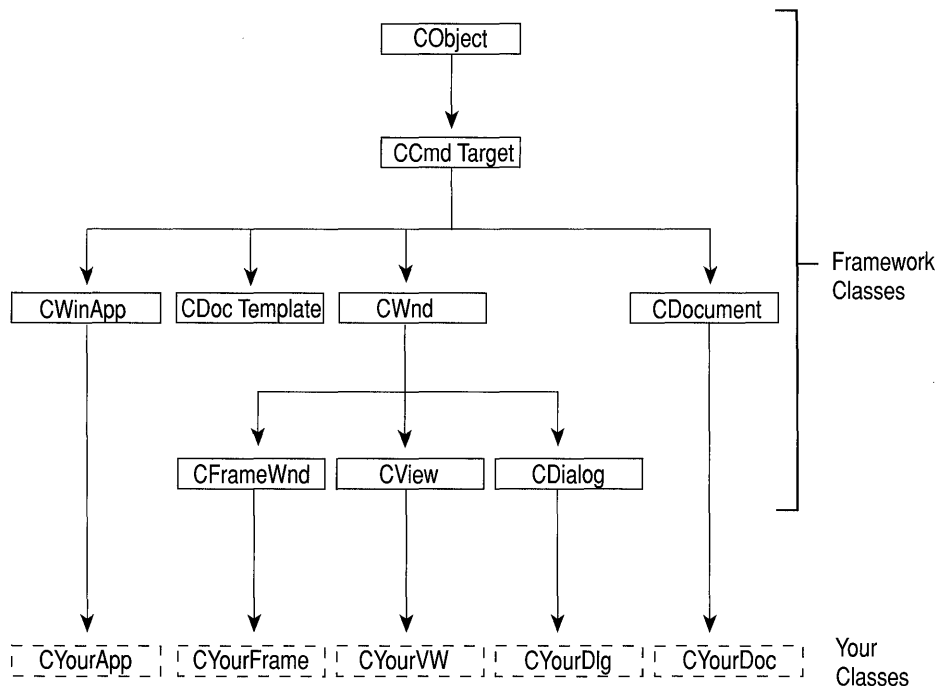 CObject
CCmd Target
CWinApp
CDoc Template
CWnd
CDocument
Framework
Classes
CFrameWnd
CView
CDialog
CYourApp
CYourFrame
CYourVW
CYourDlg
CYourDoc
Your
Classes